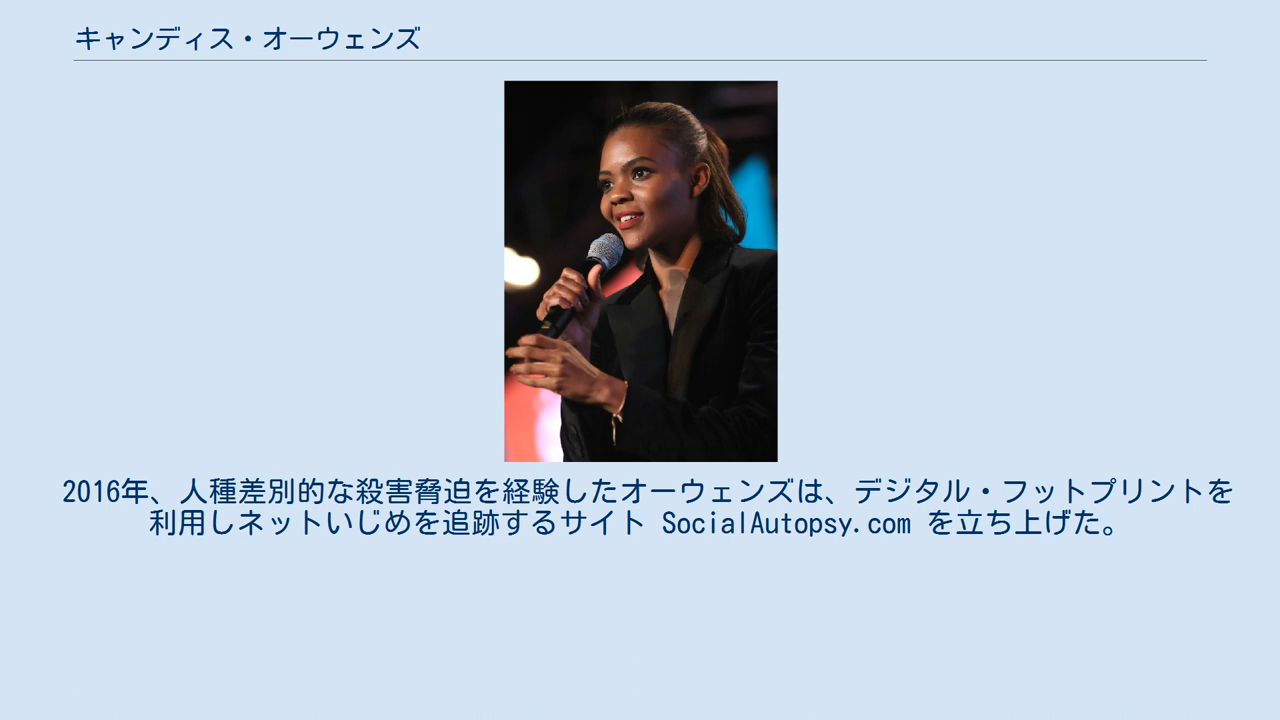 キャンディス・オーウェンズ
2016年、人種差別的な殺害脅迫を経験したオーウェンズは、デジタル・フットプリントを
利用しネットいじめを追跡するサイト SocialAutopsy.com を立ち上げた。